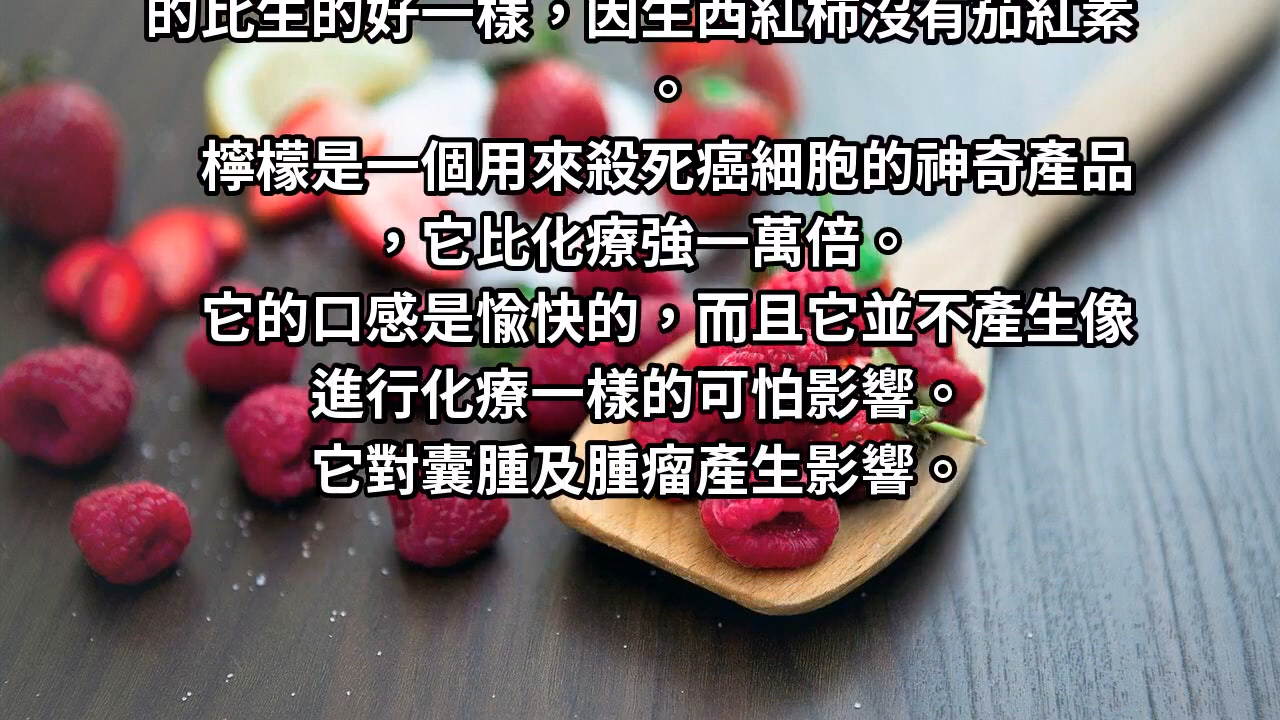 的比生的好一樣，因生西紅柿沒有茄紅素
。
檸檬是一個用來殺死癌細胞的神奇產品
，它比化療強一萬倍。
它的口感是愉快的，而且它並不產生像
進行化療一樣的可怕影響。
它對囊腫及腫瘤產生影響。